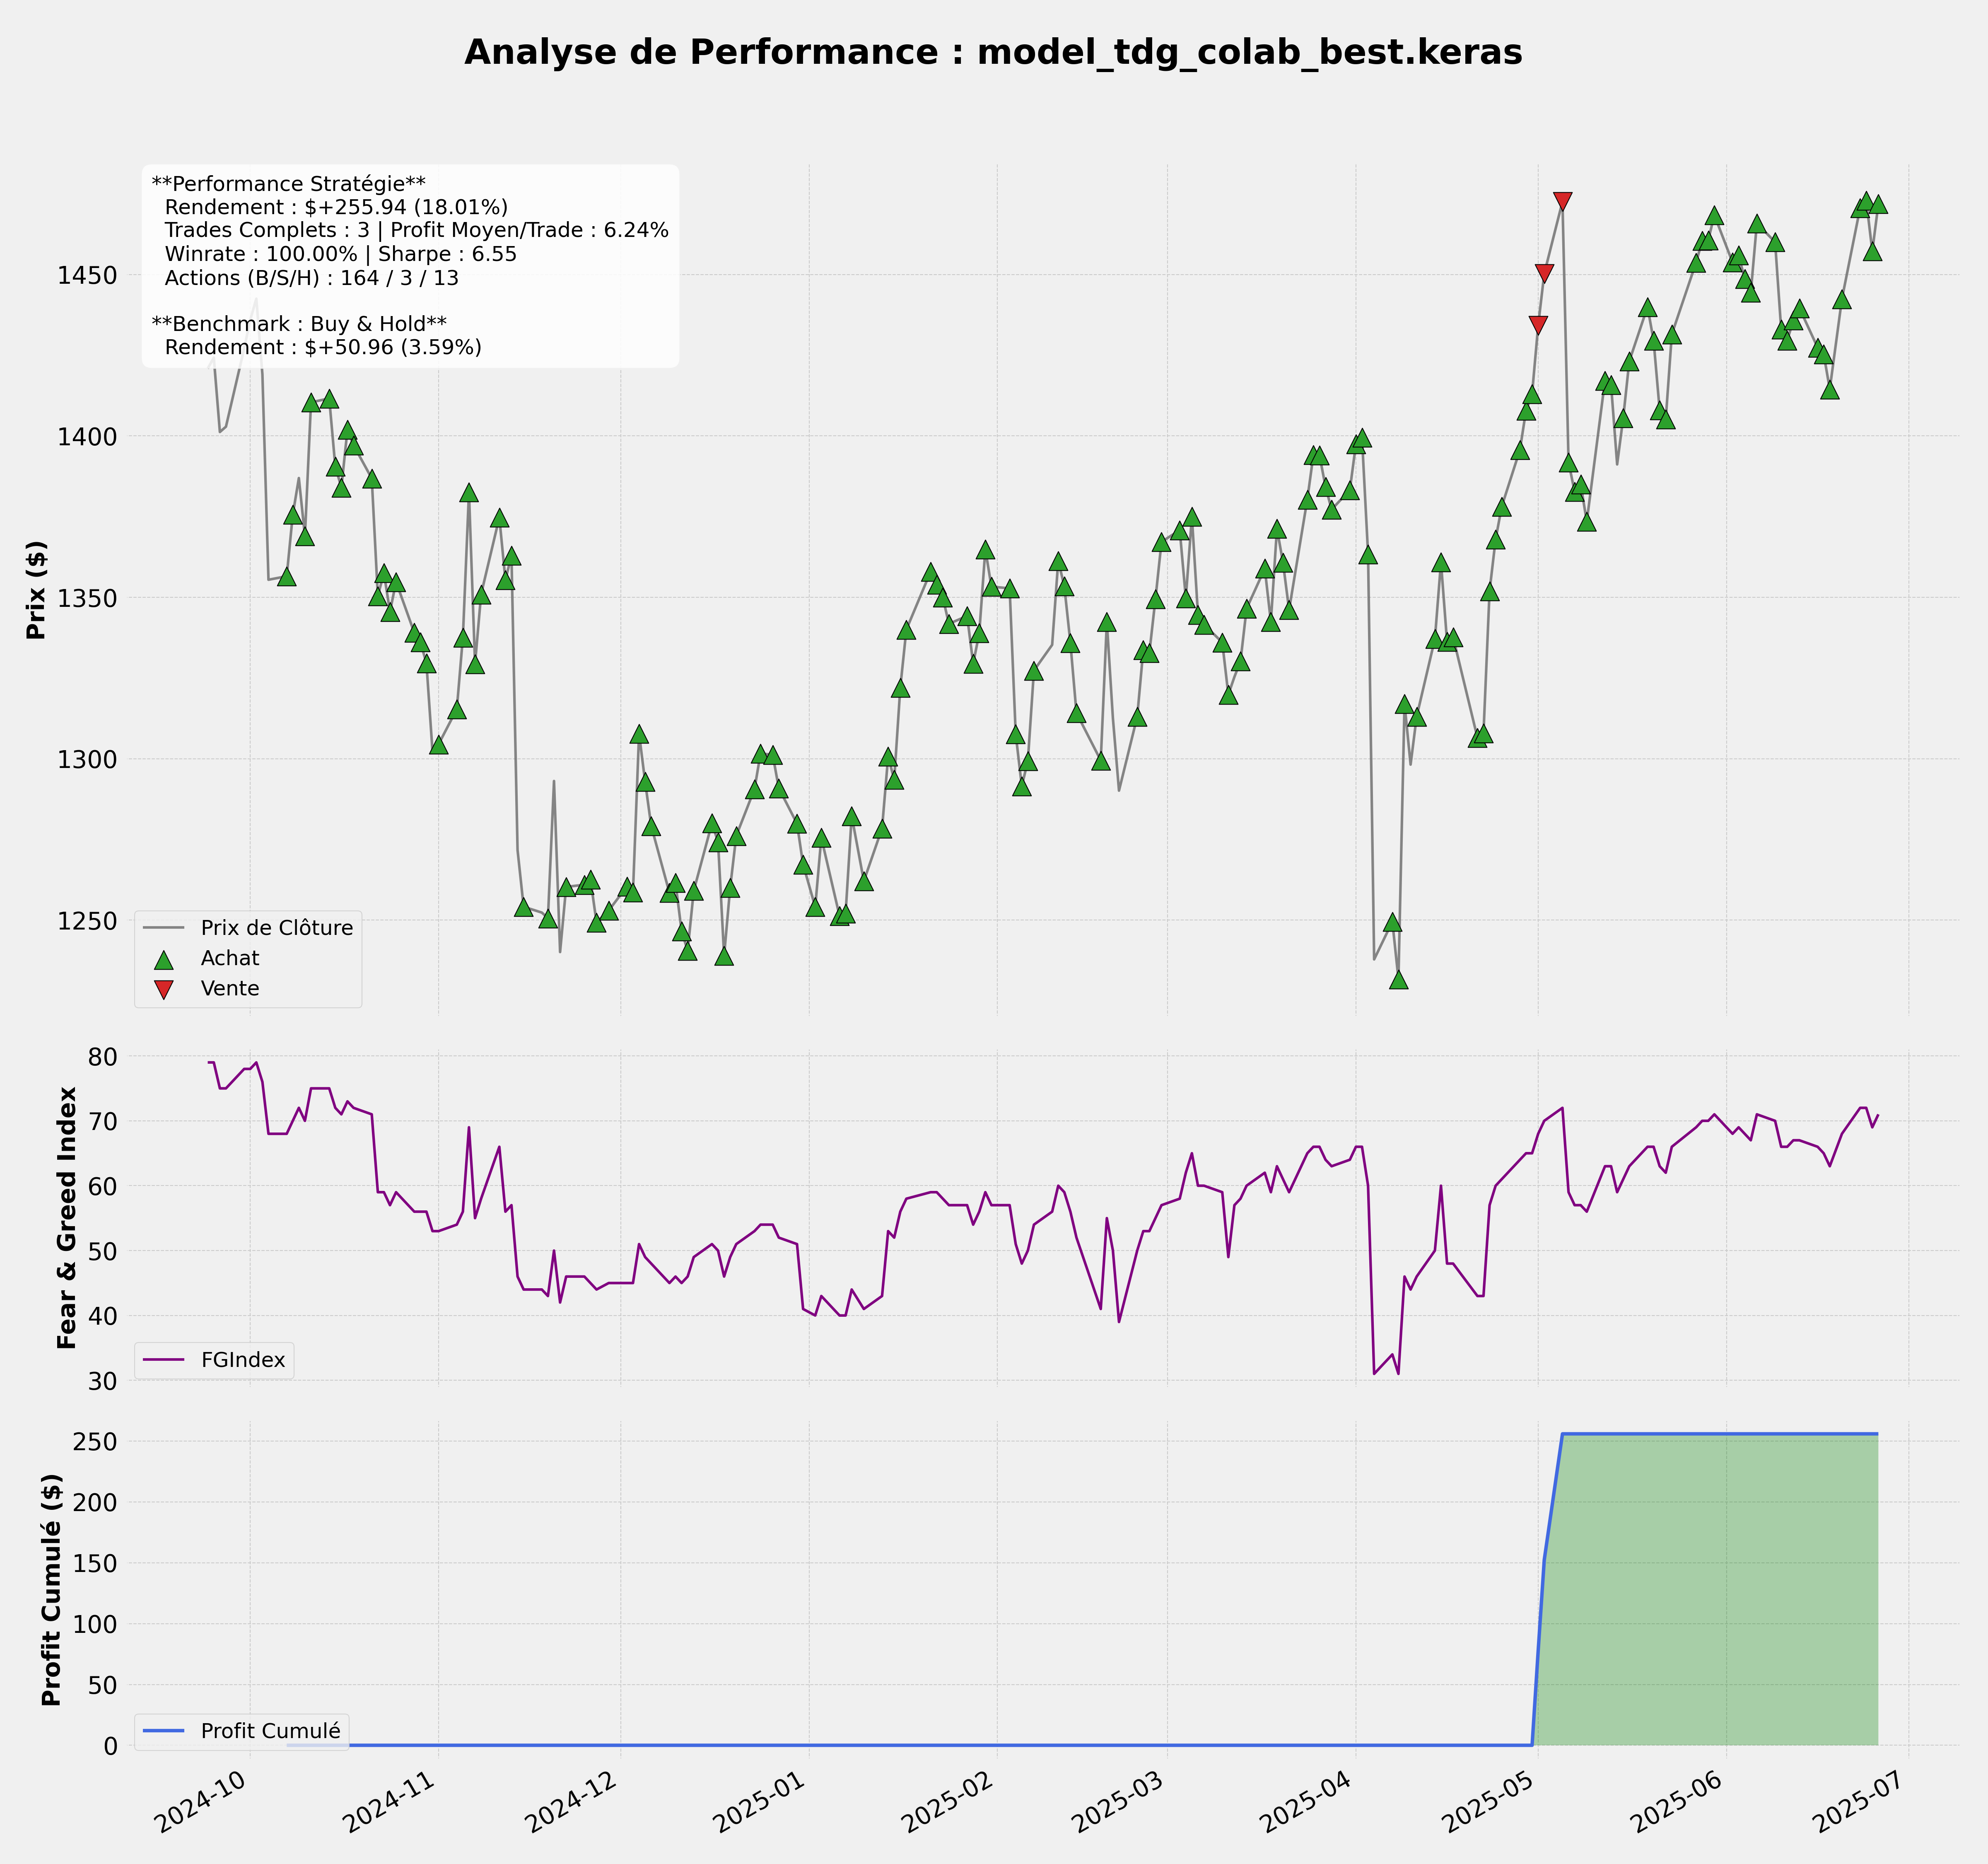 Analyse de Performance : model_tdg_colab_best.keras
**Performance Stratégie**
Rendement : $+255.94 (18.01%)
Trades Complets : 3 | Profit Moyen/Trade : 6.24%
Winrate : 100.00% | Sharpe : 6.55
Actions (B/S/H) : 164 / 3 / 13
**Benchmark : Buy & Hold**
Rendement : $+50.96 (3.59%)
Prix ($)
1450
1400
1350
1300
1250
Prix de Clôture
Achat
Vente
Fear & Greed Index
80
70
60
50
40
30
FGIndex
Profit Cumulé ($)
250
200
150
100
50
0
Profit Cumulé
2024-10
2024-11
2024-12
2025-01
2025-02
2025-03
2025-04
2025-05
2025-06
2025-07